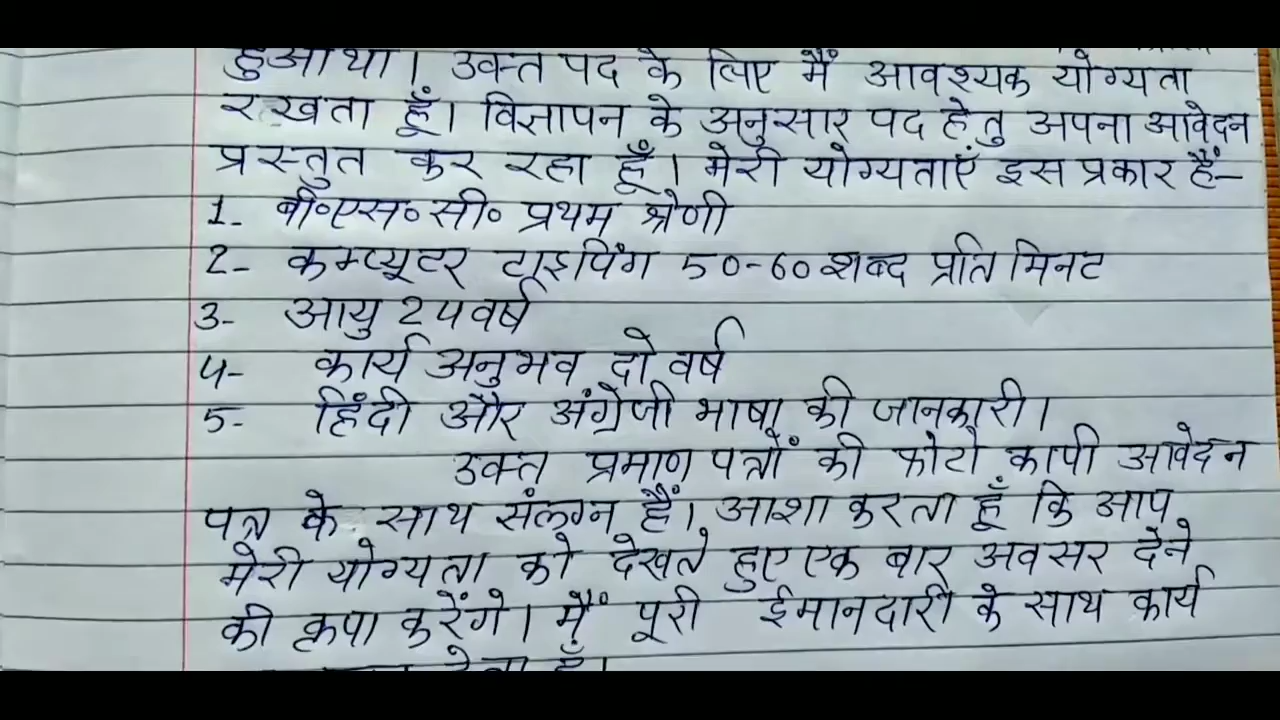 हुआ था। उक्त पद के लिए मैं आवश्यक योग्यता
रखता हूँ। विज्ञापन के अनुसार पद हेतु अपना आवेदन
प्रस्तुत कर रहा हूँ। मेरी योग्यताएँ इस प्रकार हैं-
1- बी॰एस॰सी॰ प्रथम श्रेणी
2- कम्प्यूटर टाइपिंग 50-60 शब्द प्रति मिनट
3- आयु 24 वर्ष
4- कार्य अनुभव दो वर्ष
5- हिंदी और अंग्रेजी भाषा की जानकारी।
उक्त प्रमाण पत्रों की फोटो कापी आवेदन
पत्र के साथ संलग्न हैं। आशा करता हूँ कि आप
मेरी योग्यता को देखते हुए एक बार अवसर देने
की कृपा करेंगे। मैं पूरी ईमानदारी के साथ कार्य
हूँ।